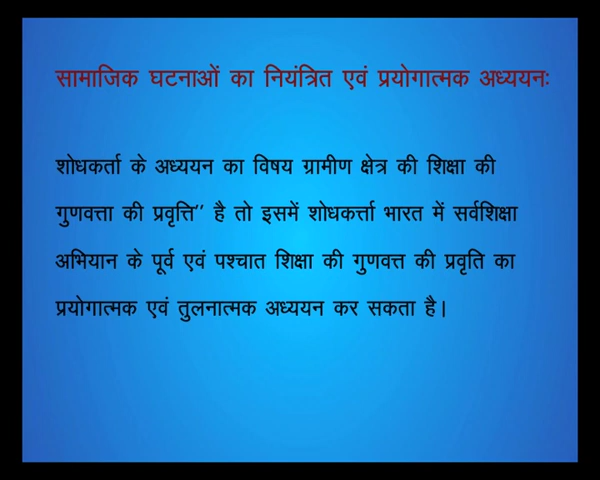 सामाजिक घटनाओं का नियंत्रित एवं प्रयोगात्मक अध्ययनः
शोधकर्ता के अध्ययन का विषय ग्रामीण क्षेत्र की शिक्षा की
गुणवत्ता की प्रवृत्ति’’ है तो इसमें शोधकर्त्ता भारत में सर्वशिक्षा
अभियान के पूर्व एवं पश्चात शिक्षा की गुणवत्त की प्रवृति का
प्रयोगात्मक एवं तुलनात्मक अध्ययन कर सकता है।